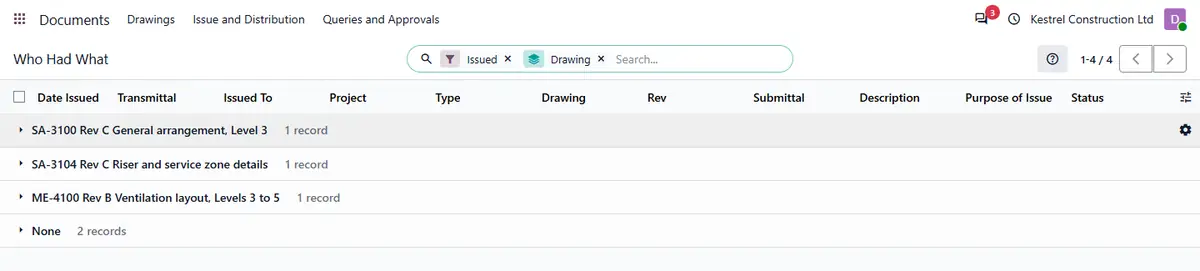 Documents Drawings Issue and Distribution Queries and Approvals 3 Kestrel Construction Ltd D
Who Had What Issued × Drawing × Search... 1-4 / 4
Date Issued Transmittal Issued To Project Type Drawing Rev Submittal Description Purpose of Issue Status
SA-3100 Rev C General arrangement, Level 3 1 record
SA-3104 Rev C Riser and service zone details 1 record
ME-4100 Rev B Ventilation layout, Levels 3 to 5 1 record
None 2 records